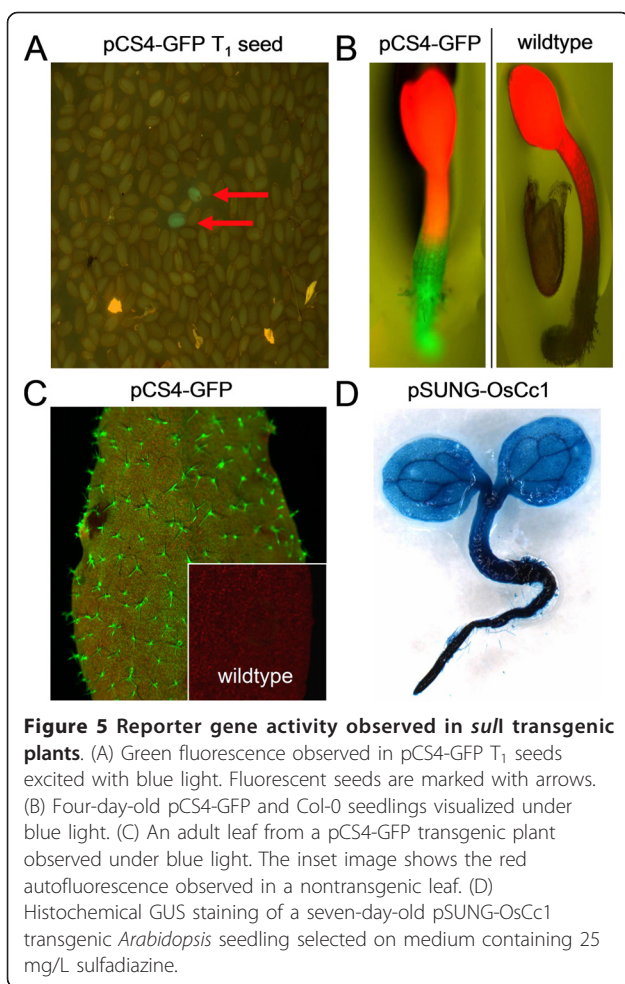 A pCS4-GFP T₁ seed
B pCS4-GFP wildtype
C pCS4-GFP
wildtype
D pSUNG-OsCc1
Figure 5 Reporter gene activity observed in sulI transgenic
plants. (A) Green fluorescence observed in pCS4-GFP T₁ seeds
excited with blue light. Fluorescent seeds are marked with arrows.
(B) Four-day-old pCS4-GFP and Col-0 seedlings visualized under
blue light. (C) An adult leaf from a pCS4-GFP transgenic plant
observed under blue light. The inset image shows the red
autofluorescence observed in a nontransgenic leaf. (D)
Histochemical GUS staining of a seven-day-old pSUNG-OsCc1
transgenic Arabidopsis seedling selected on medium containing 25
mg/L sulfadiazine.